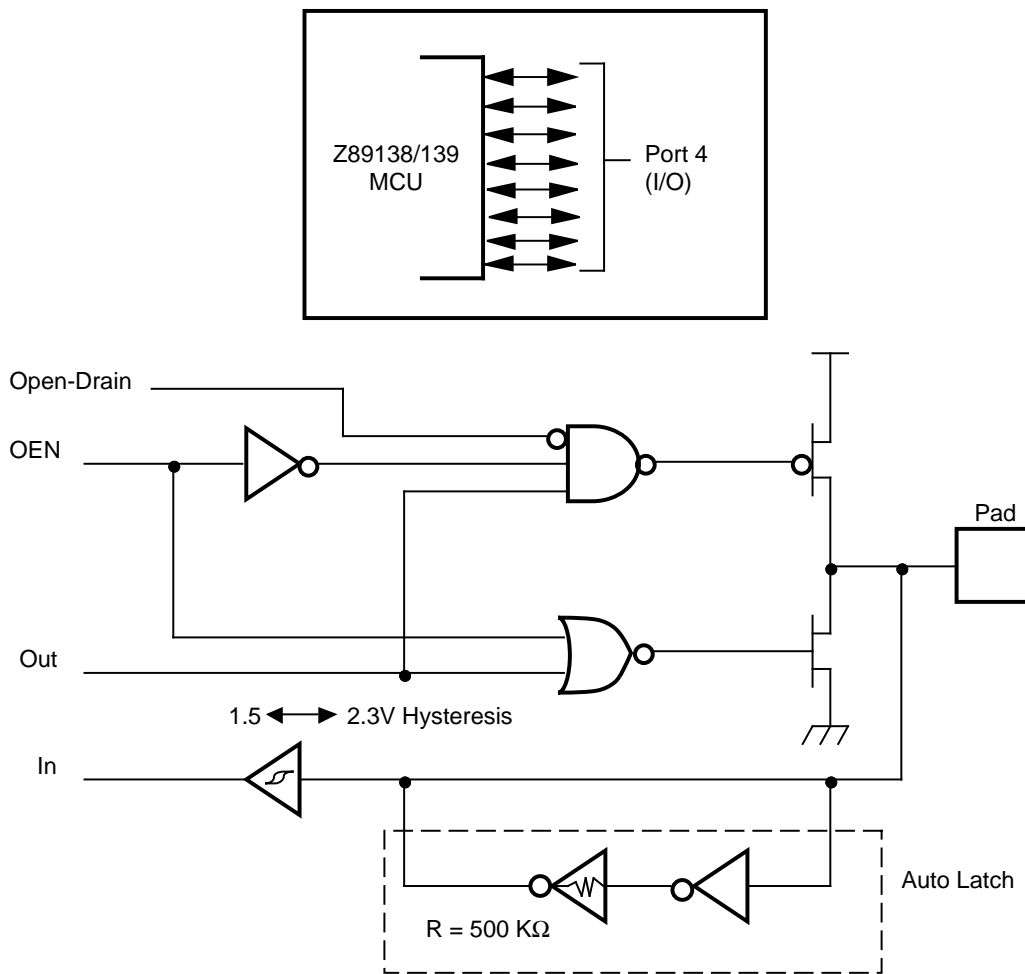 Z89138/139
MCU
Port 4
(I/O)
Open-Drain
OEN
Pad
Out
1.5 2.3V Hysteresis
In
Auto Latch
R = 500 KΩ